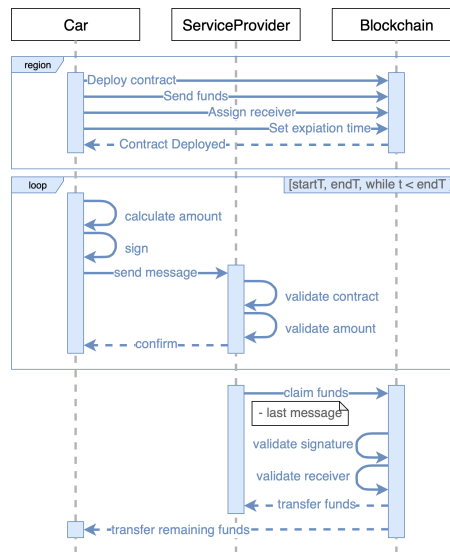 Car
ServiceProvider
Blockchain
region
Deploy contract
Send funds
Assign receiver
Set expiation time
Contract Deployed
loop
[startT, endT, while t < endT
calculate amount
sign
send message
validate contract
validate amount
confirm
claim funds
- last message
validate signature
validate receiver
transfer funds
transfer remaining funds